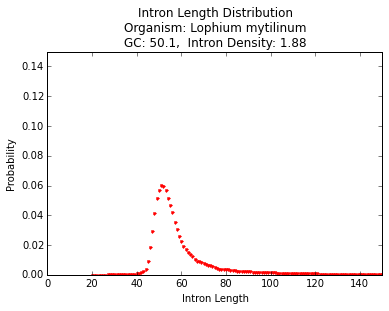 Intron Length Distribution
Organism: Lophium mytilinum
GC: 50.1,  Intron Density: 1.88
0.14
0.12
0.10
0.08
0.06
0.04
0.02
0.00
Probability
0 20 40 60 80 100 120 140
Intron Length